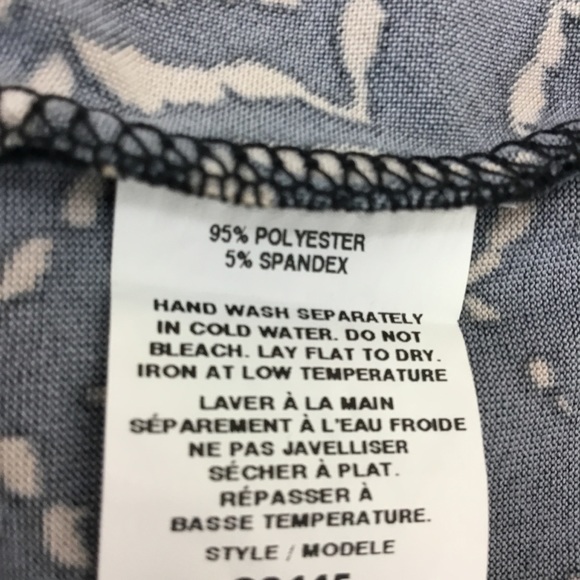 95% POLYESTER
5% SPANDEX
HAND WASH SEPARATELY
IN COLD WATER. DO NOT
BLEACH. LAY FLAT TO DRY.
IRON AT LOW TEMPERATURE
LAVER À LA MAIN
SÉPAREMENT À L'EAU FROIDE
NE PAS JAVELLISER
SÉCHER À PLAT.
RÉPASSER À
BASSE TEMPERATURE.
STYLE / MODELE